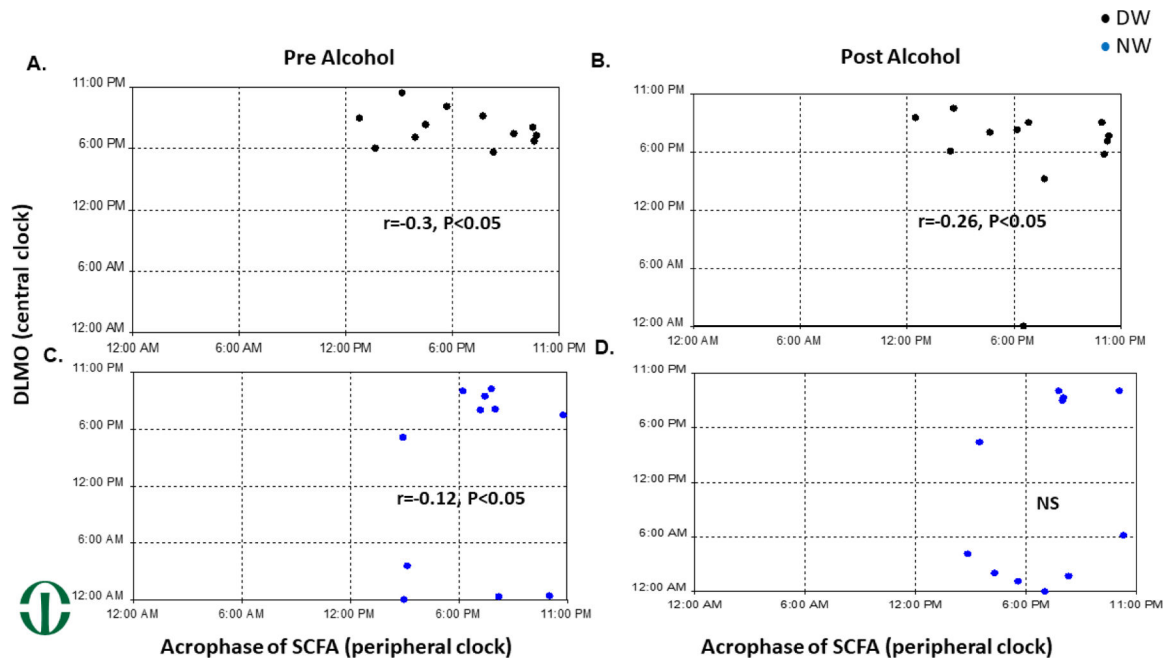 DW
NW
A.
Pre Alcohol
B.
Post Alcohol
DLMO (central clock)
11:00 PM
6:00 PM
12:00 PM
6:00 AM
12:00 AM
r=-0.3, P<0.05
12:00 AM 6:00 AM 12:00 PM 6:00 PM 11:00 PM
11:00 PM
6:00 PM
12:00 PM
6:00 AM
12:00 AM
r=-0.26, P<0.05
12:00 AM 6:00 AM 12:00 PM 6:00 PM 11:00 PM
C.
11:00 PM
6:00 PM
12:00 PM
6:00 AM
12:00 AM
r=-0.12, P<0.05
12:00 AM 6:00 AM 12:00 PM 6:00 PM 11:00 PM
Acrophase of SCFA (peripheral clock)
D.
11:00 PM
6:00 PM
12:00 PM
6:00 AM
12:00 AM
NS
12:00 AM 6:00 AM 12:00 PM 6:00 PM 11:00 PM
Acrophase of SCFA (peripheral clock)